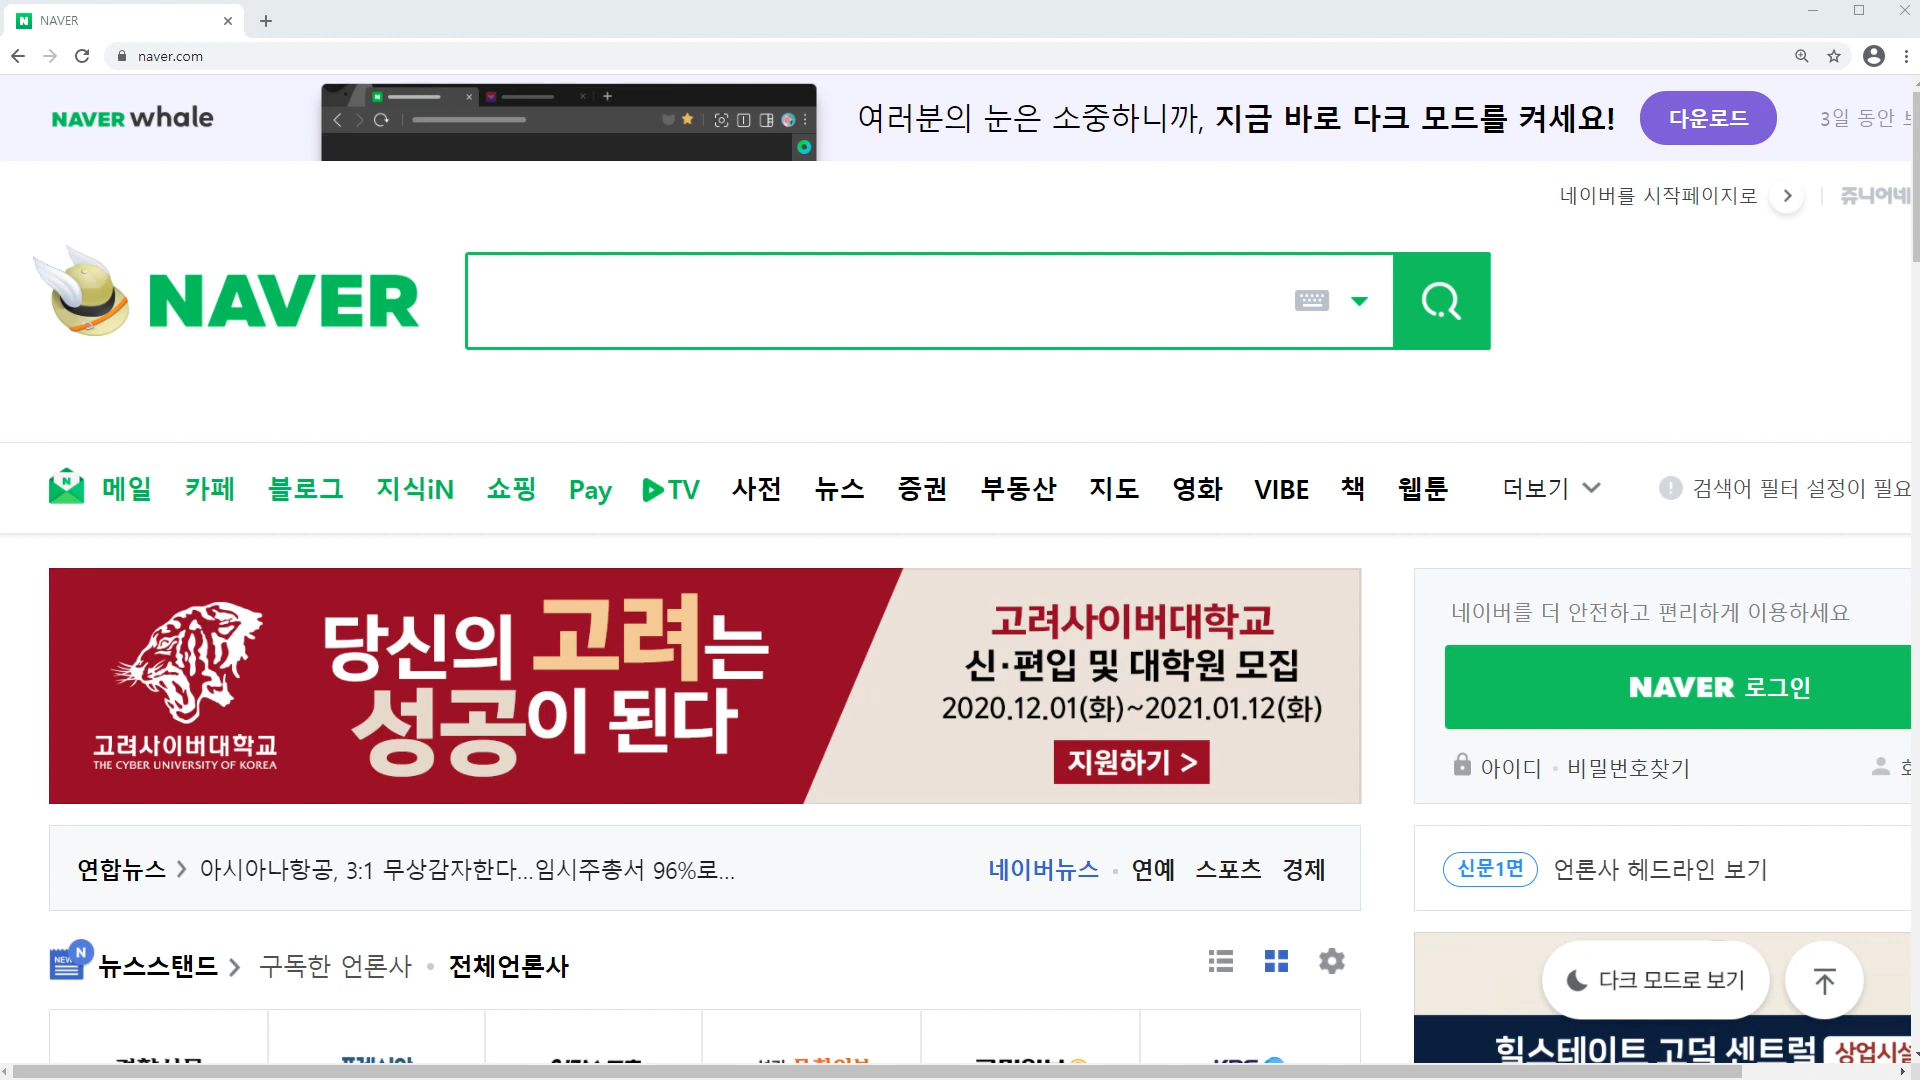 NAVER
naver.com
NAVER whale
여러분의 눈은 소중하니까, 지금 바로 다크 모드를 켜세요!
다운로드
3일 동안
네이버를 시작페이지로
쥬니어네
NAVER
메일 카페 블로그 지식iN 쇼핑 Pay TV 사전 뉴스 증권 부동산 지도 영화 VIBE 책 웹툰 더보기
검색어 필터 설정이 필요
고려사이버대학교
THE CYBER UNIVERSITY OF KOREA
당신의 고려는
성공이 된다
고려사이버대학교
신·편입 및 대학원 모집
2020.12.01(화)~2021.01.12(화)
지원하기 >
네이버를 더 안전하고 편리하게 이용하세요
NAVER 로그인
아이디 · 비밀번호찾기
연합뉴스 > 아시아나항공, 3:1 무상감자한다...임시주총서 96%로...
네이버뉴스 · 연예 스포츠 경제
신문1면 언론사 헤드라인 보기
뉴스스탠드 > 구독한 언론사 · 전체언론사
다크 모드로 보기
힐스테이트 고덕 센트럴 상업시설